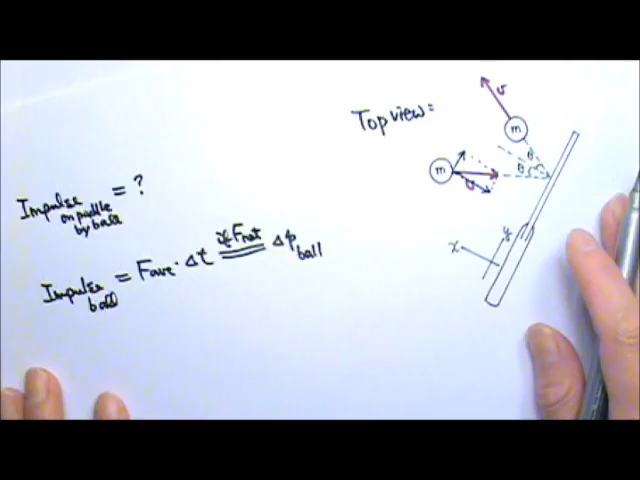 Top view:
v
m
θ
θ
m
v
Impulse on paddle by ball = ?
y
x
Impulse ball = Fave · Δt if Fnet Δp ball